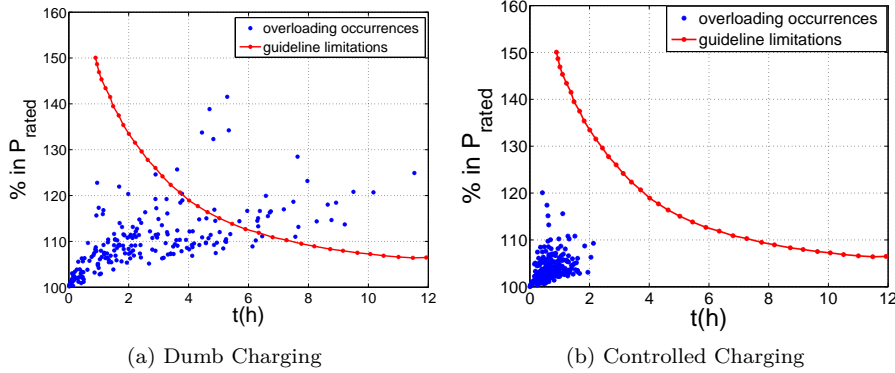 (a)
overloading occurrences
guideline limitations
% in P_rated
160
150
140
130
120
110
100
0 2 4 6 8 10 12
t(h)
(a) Dumb Charging
(b)
overloading occurrences
guideline limitations
% in P_rated
160
150
140
130
120
110
100
0 2 4 6 8 10 12
t(h)
(b) Controlled Charging